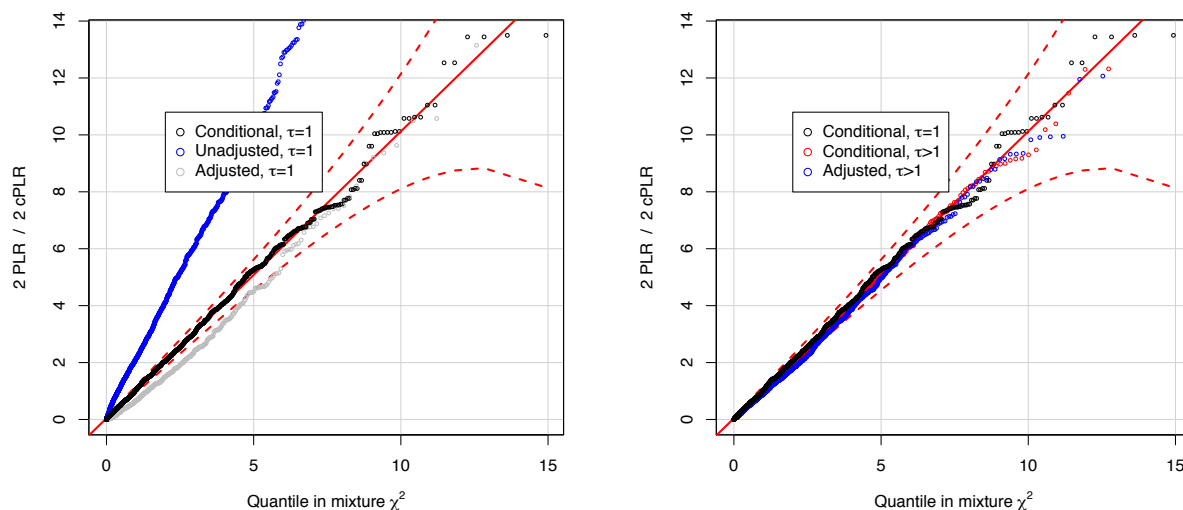 14
12
10
8
6
4
2
0
2 PLR / 2 cPLR
Conditional, τ=1
Unadjusted, τ=1
Adjusted, τ=1
0 5 10 15
Quantile in mixture χ²
14
12
10
8
6
4
2
0
2 PLR / 2 cPLR
Conditional, τ=1
Conditional, τ>1
Adjusted, τ>1
0 5 10 15
Quantile in mixture χ²